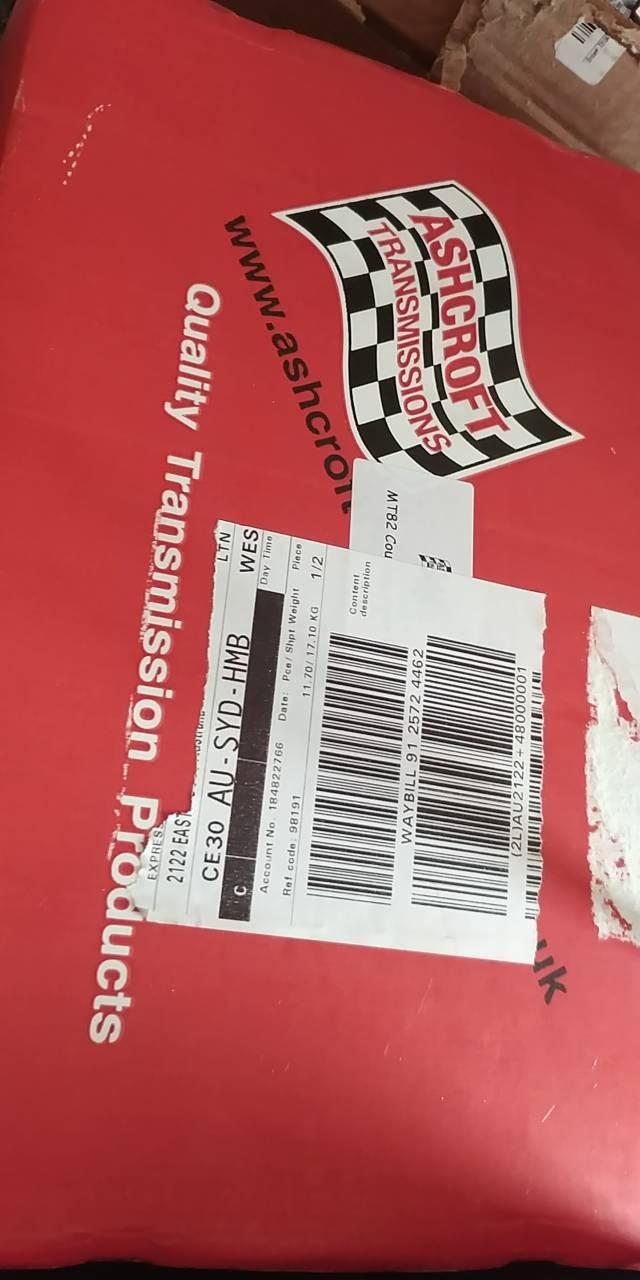 ASHCROFT
TRANSMISSIONS
www.ashcroft
uk
Quality Transmission Products
MT82
LTN
WES
EXPRES
2122 EAST
CE30 AU-SYD-HMB
Day Time
C
Account No. 184822766
Date:
Pce/ Shpt Weight
Piece
Ref code: 98191
11.70/ 17.10 KG
1/2
Content
description
WAYBILL 91 2572 4462
(2L)AU2122+48000001